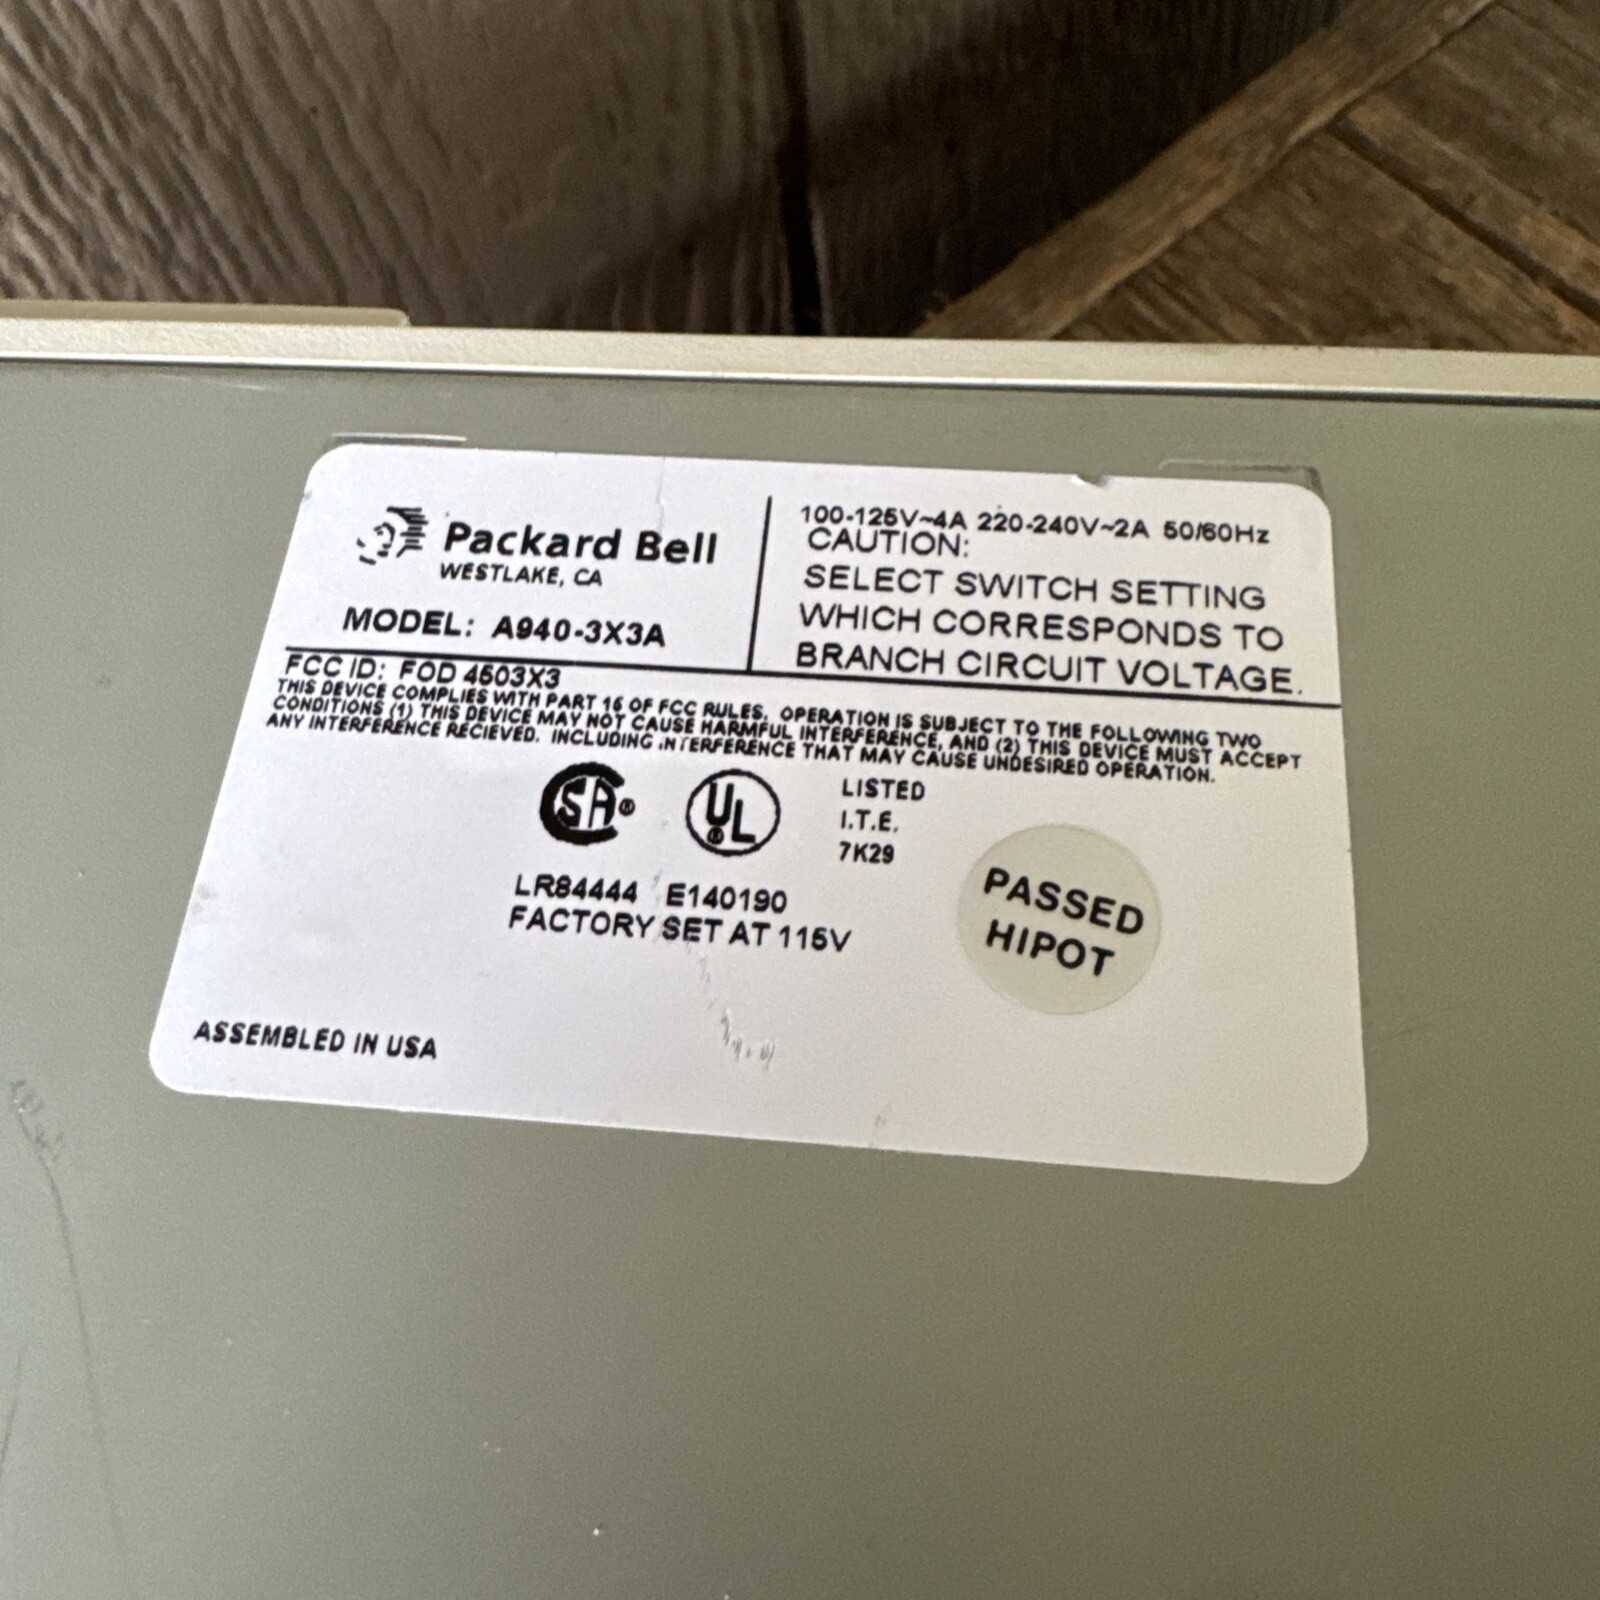 Packard Bell
WESTLAKE, CA
MODEL: A940-3X3A
100-125V~4A 220-240V~2A 50/60Hz
CAUTION:
SELECT SWITCH SETTING
WHICH CORRESPONDS TO
BRANCH CIRCUIT VOLTAGE.
FCC ID: FOD 4503X3
THIS DEVICE COMPLIES WITH PART 15 OF FCC RULES. OPERATION IS SUBJECT TO THE FOLLOWING TWO
CONDITIONS (1) THIS DEVICE MAY NOT CAUSE HARMFUL INTERFERENCE, AND (2) THIS DEVICE MUST ACCEPT
ANY INTERFERENCE RECIEVED. INCLUDING INTERFERENCE THAT MAY CAUSE UNDESIRED OPERATION.
SA®
UL®
LISTED
I.T.E.
7K29
LR84444 E140190
FACTORY SET AT 115V
PASSED
HIPOT
ASSEMBLED IN USA